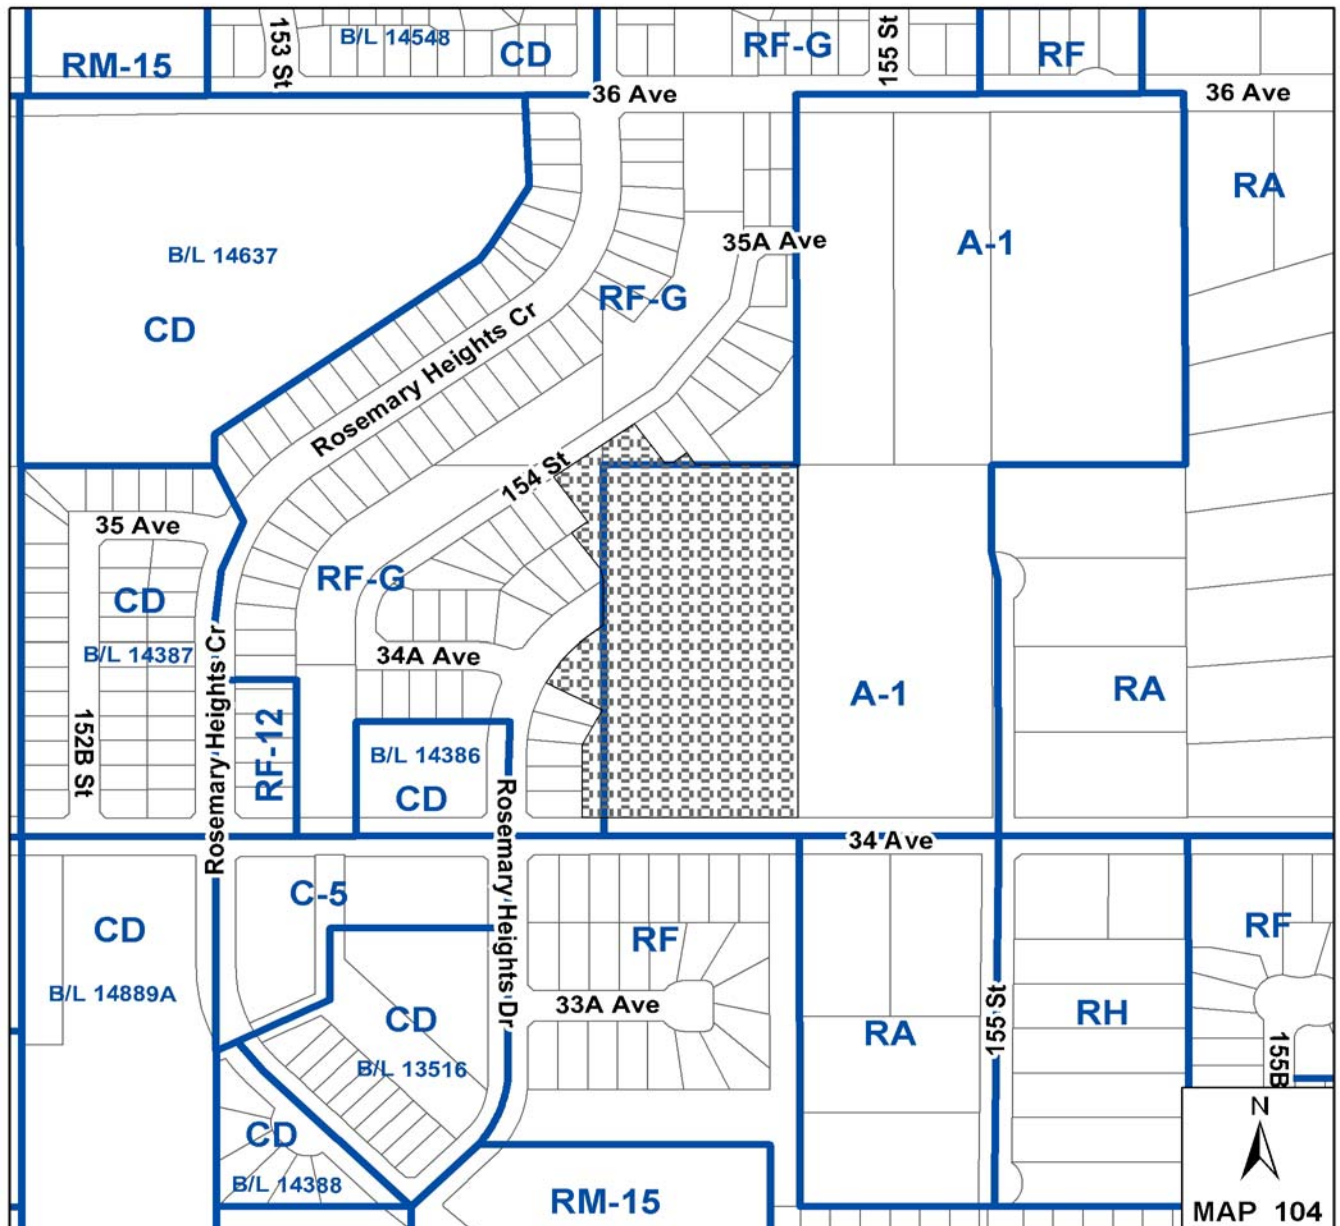 RM-15
153 St
B/L 14548
CD
RF-G
155 St
RF
36 Ave
36 Ave
RA
B/L 14637
CD
35A Ave
A-1
RF-G
Rosemary Heights Cr
154 St
35 Ave
CD
B/L 14387
RF-G
34A Ave
Rosemary Heights Cr
152B St
RF-12
B/L 14386
CD
Rosemary Heights Dr
A-1
RA
34 Ave
CD
B/L 14889A
C-5
RF
33A Ave
CD
B/L 13516
RA
155 St
RH
RF
155B
CD
B/L 14388
RM-15
N
MAP 104